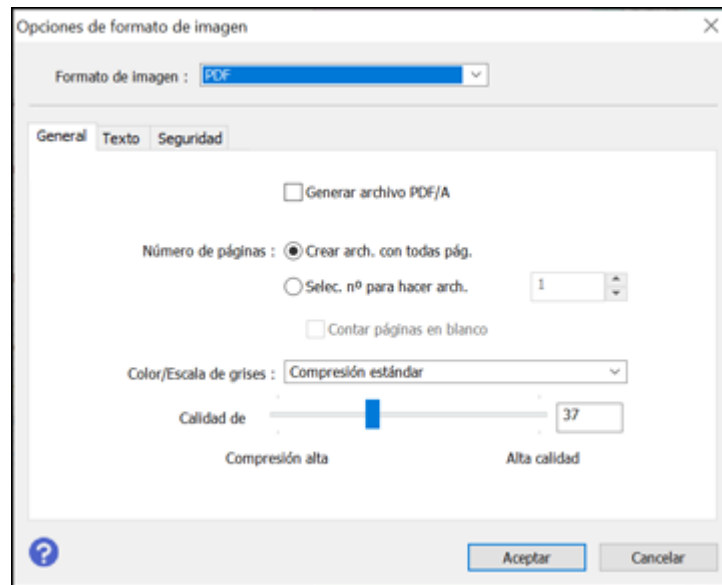 Opciones de formato de imagen
Formato de imagen : PDF
General Texto Seguridad
Generar archivo PDF/A
Número de páginas : Crear arch. con todas pág.
Selec. nº para hacer arch. 1
Contar páginas en blanco
Color/Escala de grises : Compresión estándar
Calidad de 37
Compresión alta Alta calidad
? Aceptar Cancelar